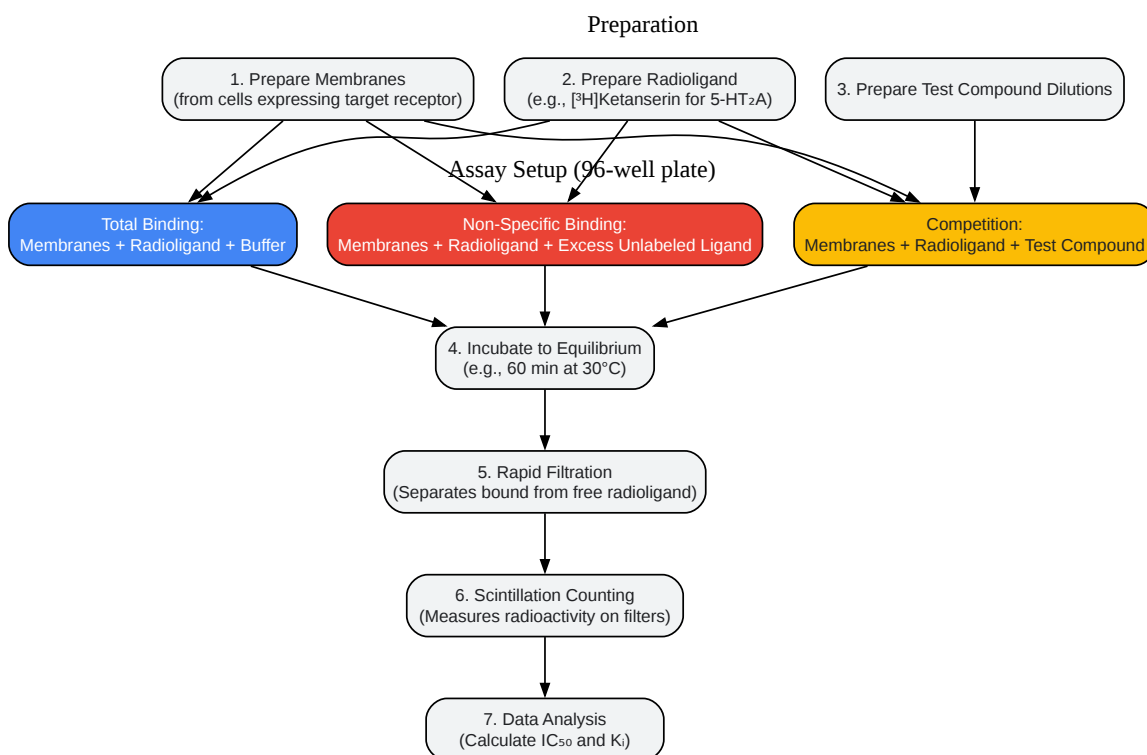 Preparation
1. Prepare Membranes
(from cells expressing target receptor)
2. Prepare Radioligand
(e.g., [³H]Ketanserin for 5-HT₂A)
3. Prepare Test Compound Dilutions
Assay Setup (96-well plate)
Total Binding:
Membranes + Radioligand + Buffer
Non-Specific Binding:
Membranes + Radioligand + Excess Unlabeled Ligand
Competition:
Membranes + Radioligand + Test Compound
4. Incubate to Equilibrium
(e.g., 60 min at 30°C)
5. Rapid Filtration
(Separates bound from free radioligand)
6. Scintillation Counting
(Measures radioactivity on filters)
7. Data Analysis
(Calculate IC₅₀ and Kᵢ)